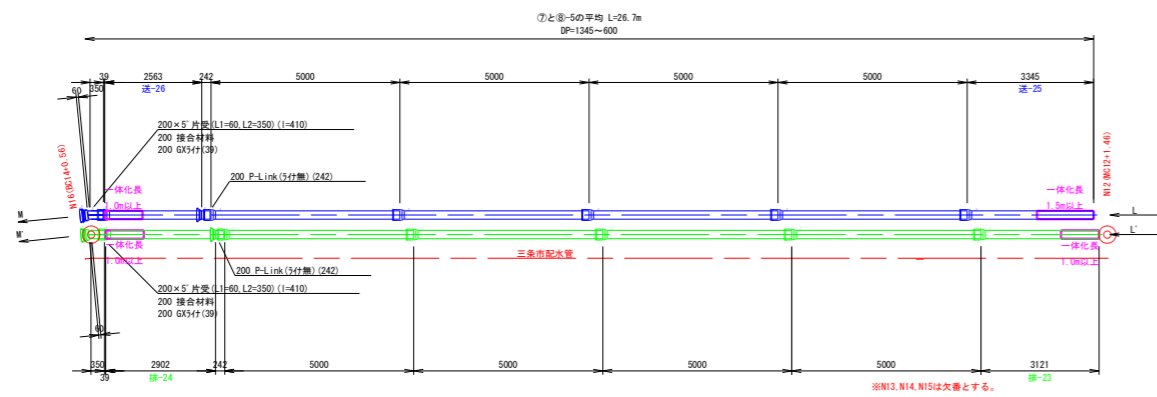 ⑦と⑧-5の平均 L=26.7m
DP=1345～600
39 2563 242 5000 5000 5000 5000 3345
60 350 送-26 送-25
200×5ﾟ片受(L1=60,L2=350)(l=410)
200 接合材料
200 GXﾗｲﾅ(39)
N16(BC14+0.56)
N12(MC12+1.46)
200 P-Link(ﾗｲﾅ無)(242)
一体化長
1.0m以上
一体化長
1.5m以上
M L
M' L'
一体化長
1.0m以上
三条市配水管
一体化長
1.0m以上
200 P-Link(ﾗｲﾅ無)(242)
200×5ﾟ片受(L1=60,L2=350)(l=410)
200 接合材料
200 GXﾗｲﾅ(39)
60
350 2902 242 5000 5000 5000 5000 3121
39 排-24 排-23
※N13,N14,N15は欠番とする。